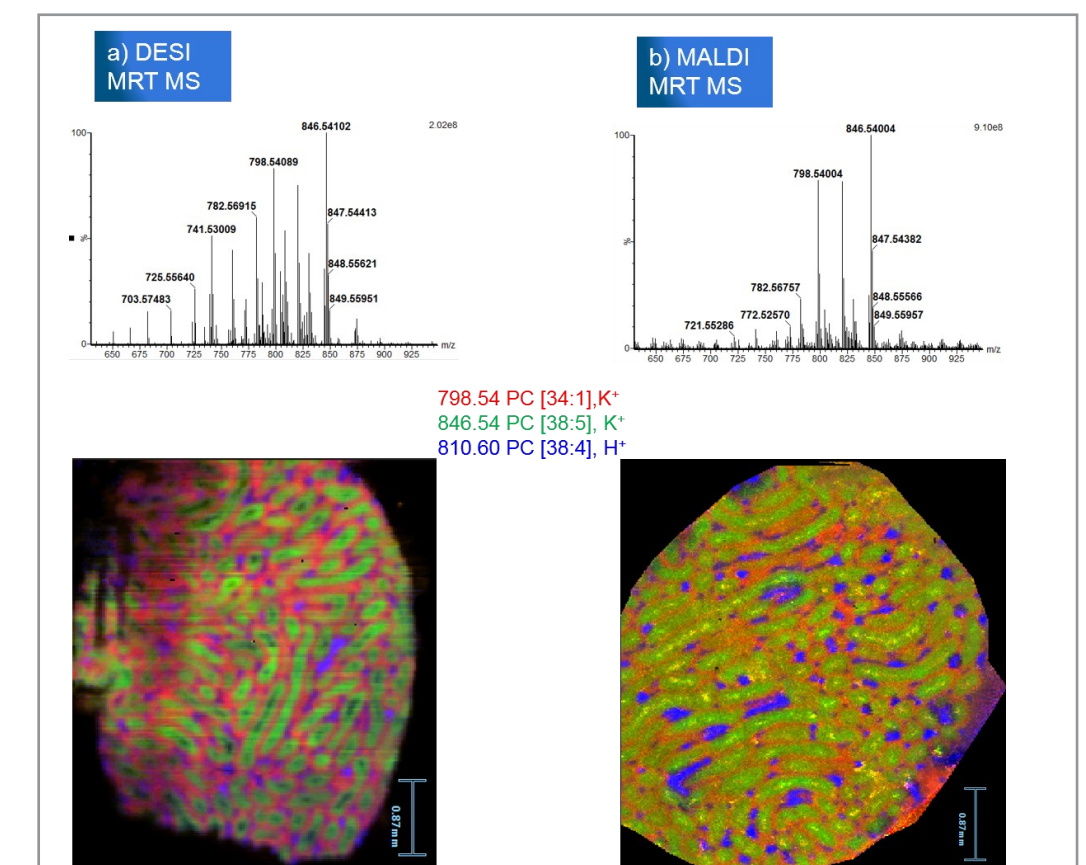 a) DESI
MRT MS
b) MALDI
MRT MS
846.54102
2.02e8
100
798.54089
782.56915
847.54413
741.53009
%
848.55621
725.55640
703.57483
849.55951
0
650 675 700 725 750 775 800 825 850 875 900 925
m/z
846.54004
9.10e8
100
798.54004
847.54382
%
782.56757
848.55566
772.52570
849.55957
721.55286
0
650 675 700 725 750 775 800 825 850 875 900 925
m/z
798.54 PC [34:1],K⁺
846.54 PC [38:5], K⁺
810.60 PC [38:4], H⁺
0.87mm
0.87mm